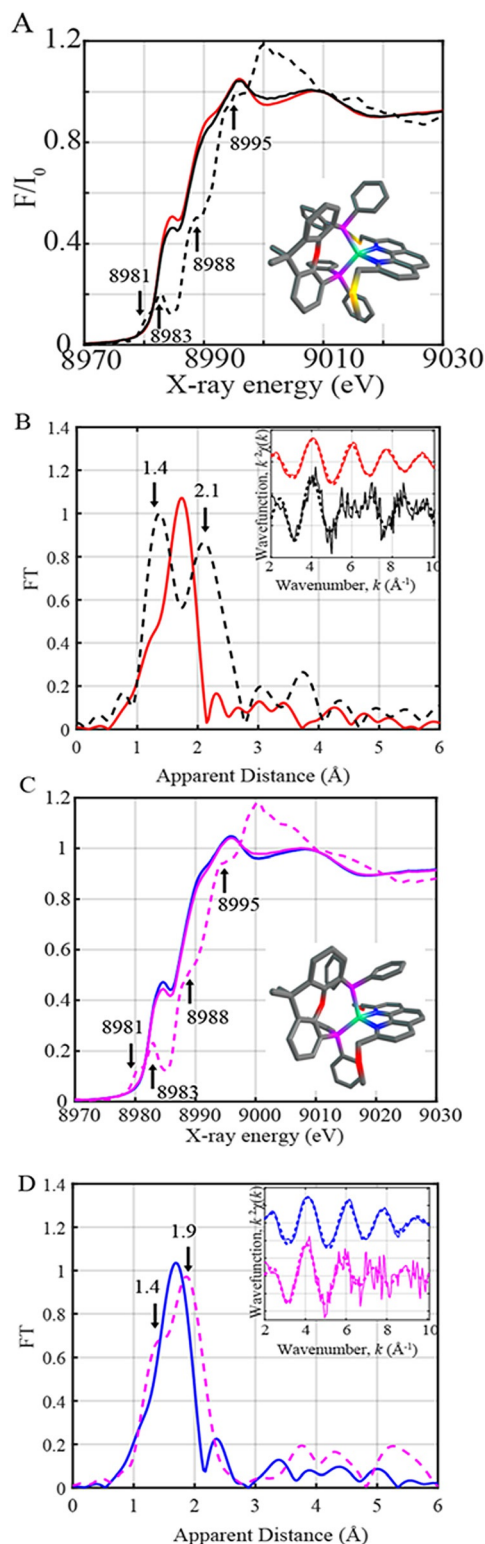 A
1.2
0.8
0.4
0
F/I0
8995
8981
8988
8983
8970 8990 9010 9030
X-ray energy (eV)
B
1.4
1.2
1
0.8
0.6
0.4
0.2
0
FT
1.4
2.1
Wavefunction, k²χ(k)
2 4 6 8 10
Wavenumber, k (Å-1)
0 1 2 3 4 5 6
Apparent Distance (Å)
C
1.2
1
0.8
0.6
0.4
0.2
0
8995
8981
8988
8983
8970 8980 8990 9000 9010 9020 9030
X-ray energy (eV)
D
1.4
1.2
1
0.8
0.6
0.4
0.2
0
FT
1.4
1.9
Wavefunction, k²χ(k)
2 4 6 8 10
Wavenumber, k (Å-1)
0 1 2 3 4 5 6
Apparent Distance (Å)